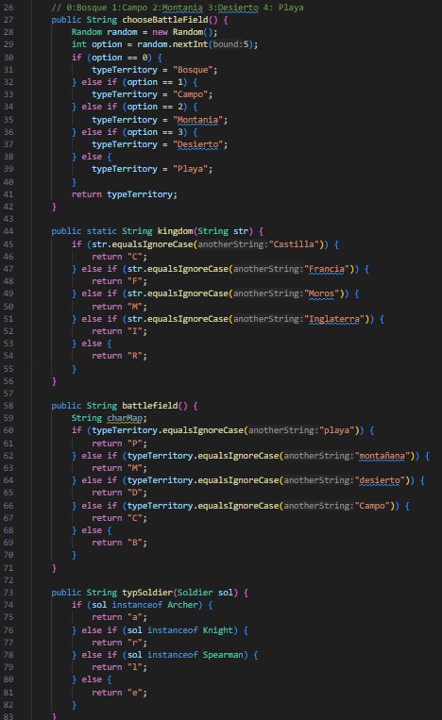 26 // 0:Bosque 1:Campo 2:Montania 3:Desierto 4: Playa
27 public String chooseBattleField() {
28 Random random = new Random();
29 int option = random.nextInt(bound:5);
30 if (option == 0) {
31 typeTerritory = "Bosque";
32 } else if (option == 1) {
33 typeTerritory = "Campo";
34 } else if (option == 2) {
35 typeTerritory = "Montania";
36 } else if (option == 3) {
37 typeTerritory = "Desierto";
38 } else {
39 typeTerritory = "Playa";
40 }
41 return typeTerritory;
42 }
43
44 public static String kingdom(String str) {
45 if (str.equalsIgnoreCase(anotherString:"Castilla")) {
46 return "C";
47 } else if (str.equalsIgnoreCase(anotherString:"Francia")) {
48 return "F";
49 } else if (str.equalsIgnoreCase(anotherString:"Moros")) {
50 return "M";
51 } else if (str.equalsIgnoreCase(anotherString:"Inglaterra")) {
52 return "I";
53 } else {
54 return "R";
55 }
56 }
57
58 public String battlefield() {
59 String charMap;
60 if (typeTerritory.equalsIgnoreCase(anotherString:"playa")) {
61 return "P";
62 } else if (typeTerritory.equalsIgnoreCase(anotherString:"montañana")) {
63 return "M";
64 } else if (typeTerritory.equalsIgnoreCase(anotherString:"desierto")) {
65 return "D";
66 } else if (typeTerritory.equalsIgnoreCase(anotherString:"Campo")) {
67 return "C";
68 } else {
69 return "B";
70 }
71 }
72
73 public String typSoldier(Soldier sol) {
74 if (sol instanceof Archer) {
75 return "a";
76 } else if (sol instanceof Knight) {
77 return "r";
78 } else if (sol instanceof Spearman) {
79 return "l";
80 } else {
81 return "e";
82 }
83 }